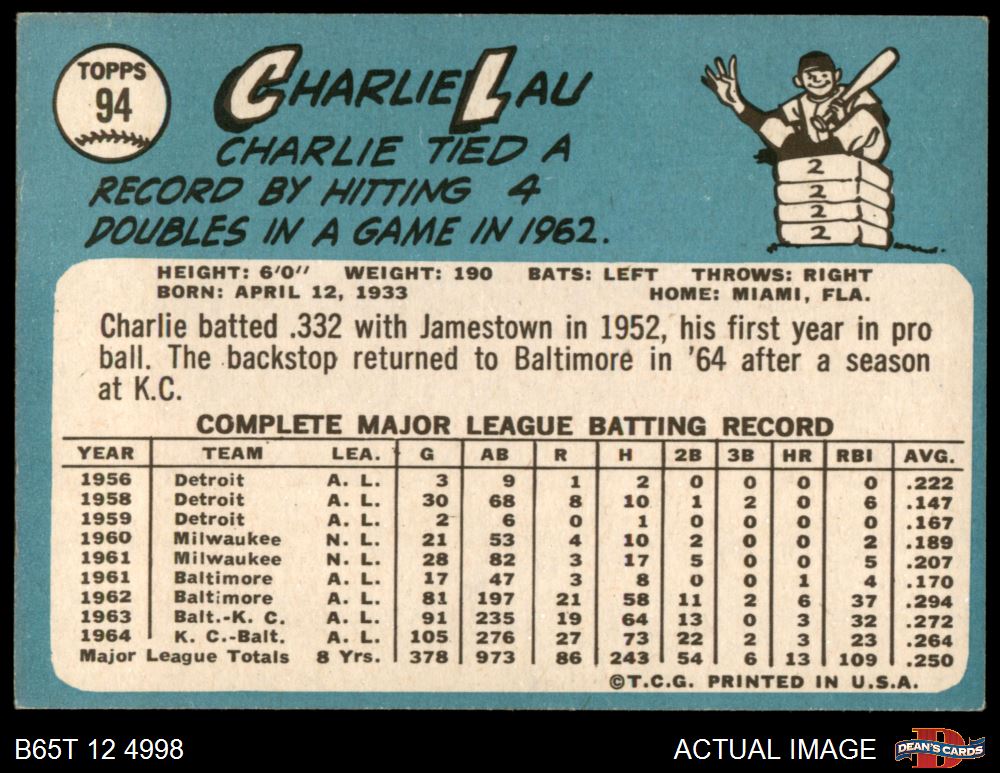 TOPPS
94
CHARLIE LAU
CHARLIE TIED A
RECORD BY HITTING 4
DOUBLES IN A GAME IN 1962.
2
2
2
2
HEIGHT: 6'0" WEIGHT: 190 BATS: LEFT THROWS: RIGHT
BORN: APRIL 12, 1933 HOME: MIAMI, FLA.
Charlie batted .332 with Jamestown in 1952, his first year in pro
ball. The backstop returned to Baltimore in '64 after a season
at K.C.
COMPLETE MAJOR LEAGUE BATTING RECORD
YEAR TEAM LEA. G AB R H 2B 3B HR RBI AVG.
1956 Detroit A. L. 3 9 1 2 0 0 0 0 .222
1958 Detroit A. L. 30 68 8 10 1 2 0 6 .147
1959 Detroit A. L. 2 6 0 1 0 0 0 0 .167
1960 Milwaukee N. L. 21 53 4 10 2 0 0 2 .189
1961 Milwaukee N. L. 28 82 3 17 5 0 0 5 .207
1961 Baltimore A. L. 17 47 3 8 0 0 1 4 .170
1962 Baltimore A. L. 81 197 21 58 11 2 6 37 .294
1963 Balt.-K. C. A. L. 91 235 19 64 13 0 3 32 .272
1964 K. C.-Balt. A. L. 105 276 27 73 22 2 3 23 .264
Major League Totals 8 Yrs. 378 973 86 243 54 6 13 109 .250
©T.C.G. PRINTED IN U.S.A.
B65T 12 4998 ACTUAL IMAGE
D
DEAN'S CARDS